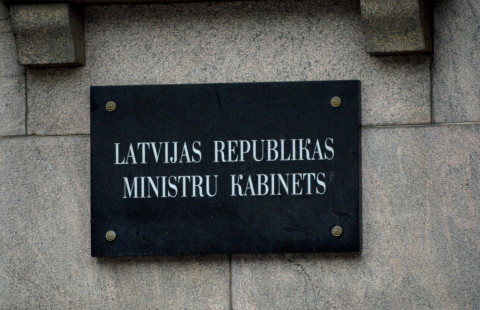 LATVIJAS REPUBLIKAS
MINISTRU KABINETS